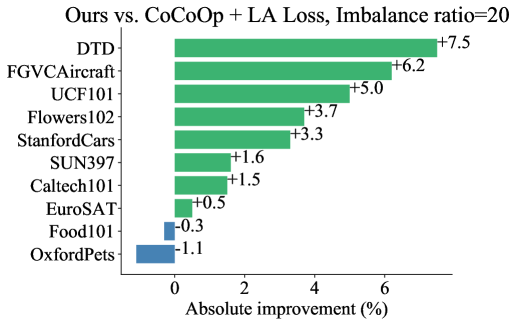 Ours vs. CoCoOp + LA Loss, Imbalance ratio=20
DTD +7.5
FGVCAircraft +6.2
UCF101 +5.0
Flowers102 +3.7
StanfordCars +3.3
SUN397 +1.6
Caltech101 +1.5
EuroSAT +0.5
Food101 -0.3
OxfordPets -1.1
0 2 4 6
Absolute improvement (%)